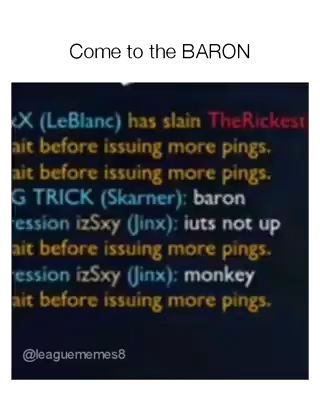 Come to the BARON
xX (LeBlanc) has slain TheRickest
ait before issuing more pings.
ait before issuing more pings.
G TRICK (Skarner): baron
ession izSxy (Jinx): iuts not up
ait before issuing more pings.
ession izSxy (Jinx): monkey
ait before issuing more pings.
@leaguememes8